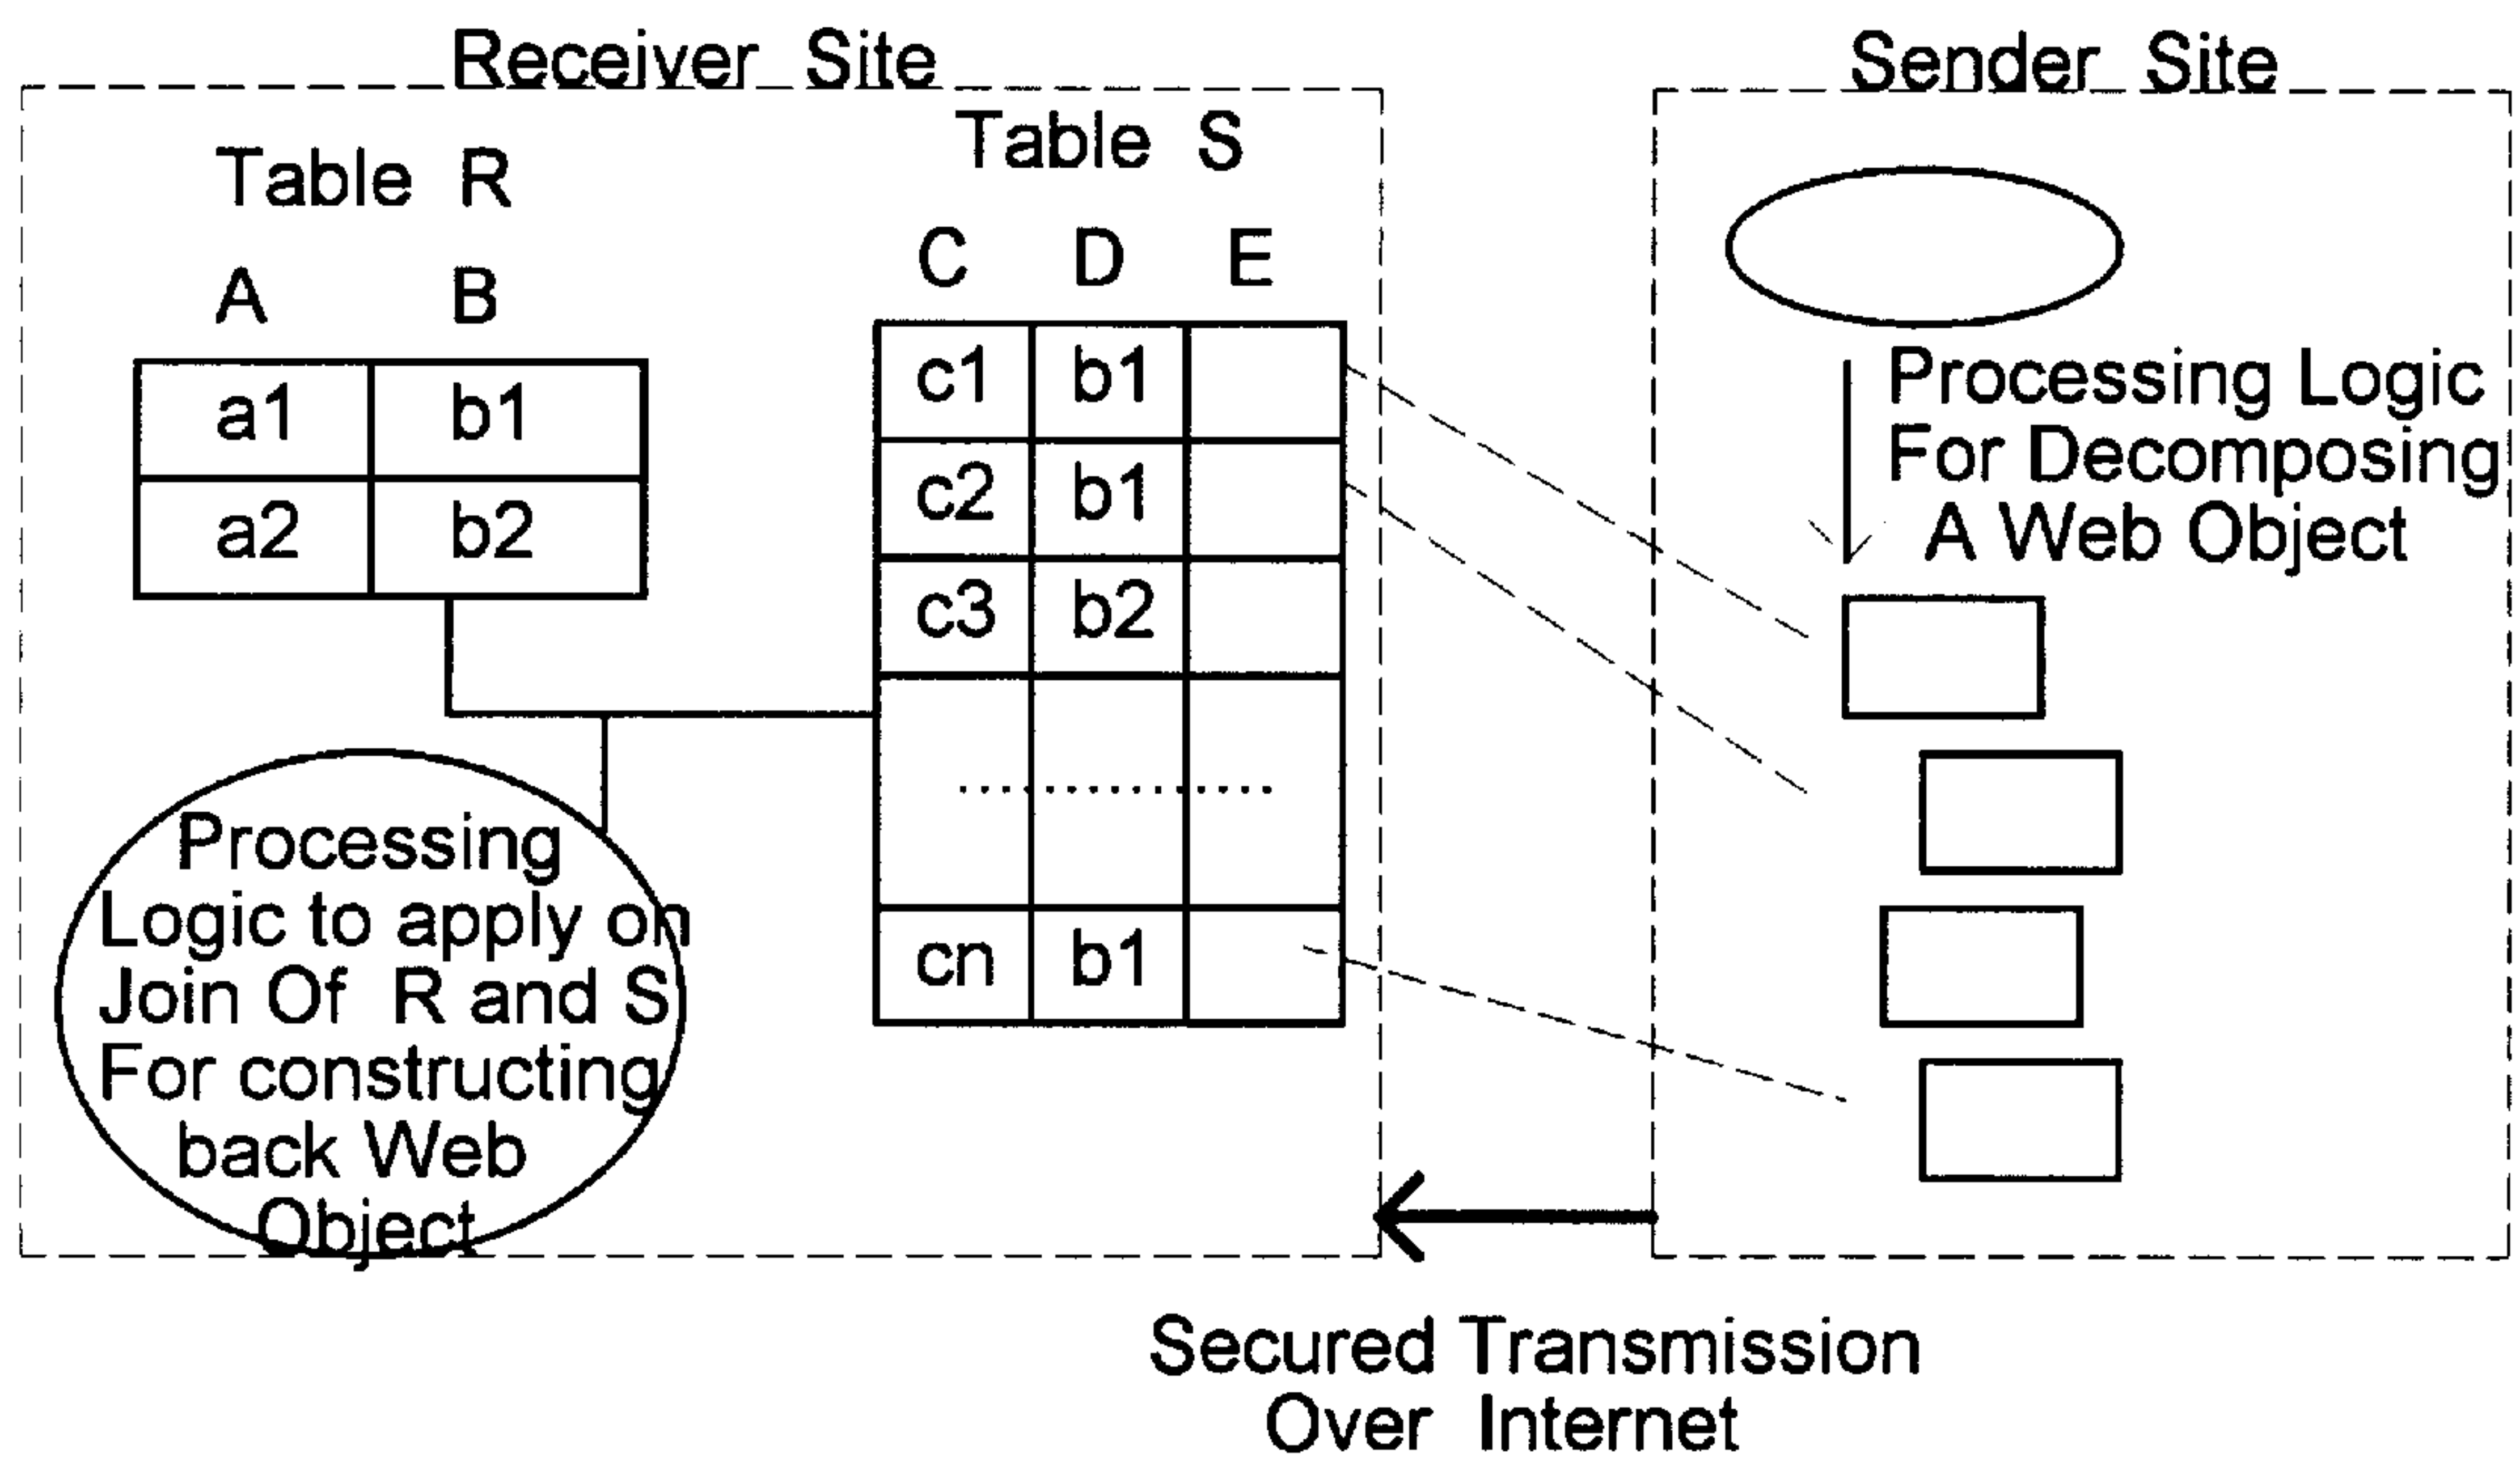 Receiver Site
Table R
A B
a1 b1
a2 b2
Table S
C D E
c1 b1
c2 b1
c3 b2
............
cn b1
Processing
Logic to apply on
Join Of R and S
For constructing
back Web
Object
Sender Site
Processing Logic
For Decomposing
A Web Object
Secured Transmission
Over Internet